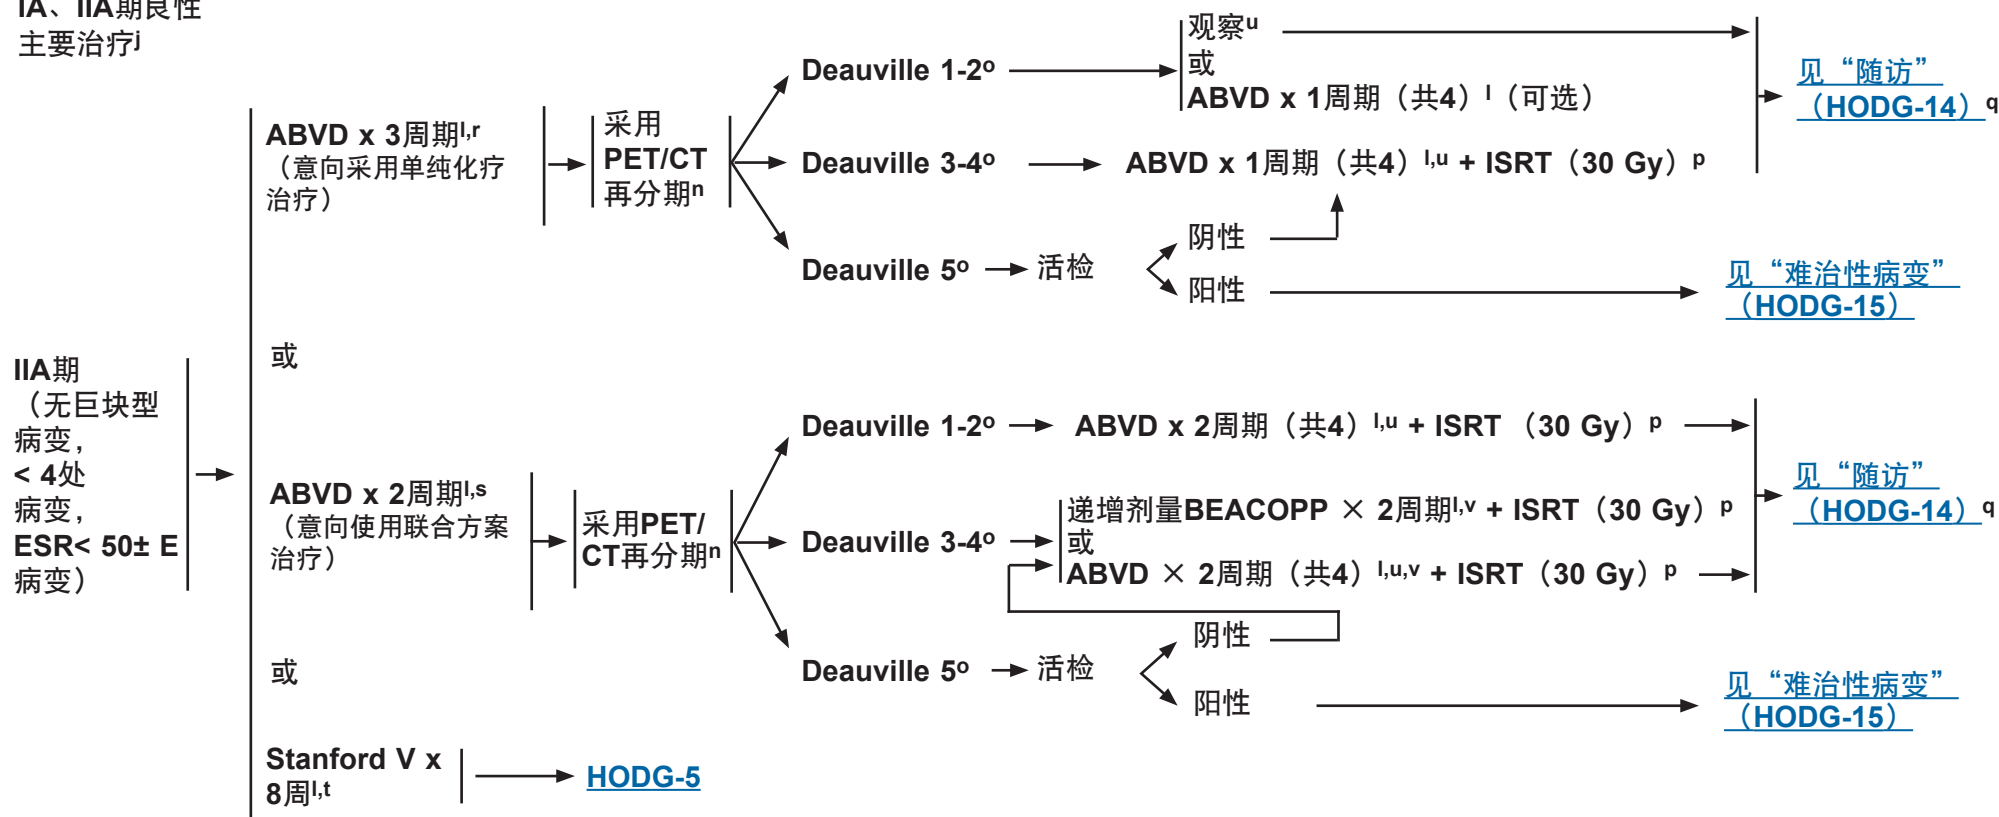 IA、IIA期良性
主要治疗j
IIA期
（无巨块型
病变，
< 4处
病变，
ESR< 50± E
病变）
ABVD x 3周期l,r
（意向采用单纯化疗
治疗）
采用
PET/CT
再分期n
Deauville 1-2o
观察u
或
ABVD x 1周期（共4）l（可选）
Deauville 3-4o
ABVD x 1周期（共4）l,u + ISRT（30 Gy）p
Deauville 5o
活检
阴性
阳性
见“随访”
（HODG-14）q
见“难治性病变”
（HODG-15）
或
ABVD x 2周期l,s
（意向使用联合方案
治疗）
采用PET/
CT再分期n
Deauville 1-2o
ABVD x 2周期（共4）l,u + ISRT （30 Gy）p
Deauville 3-4o
递增剂量BEACOPP × 2周期l,v + ISRT（30 Gy）p
或
ABVD × 2周期（共4）l,u,v + ISRT（30 Gy）p
Deauville 5o
活检
阴性
阳性
见“随访”
（HODG-14）q
见“难治性病变”
（HODG-15）
或
Stanford V x
8周l,t
HODG-5